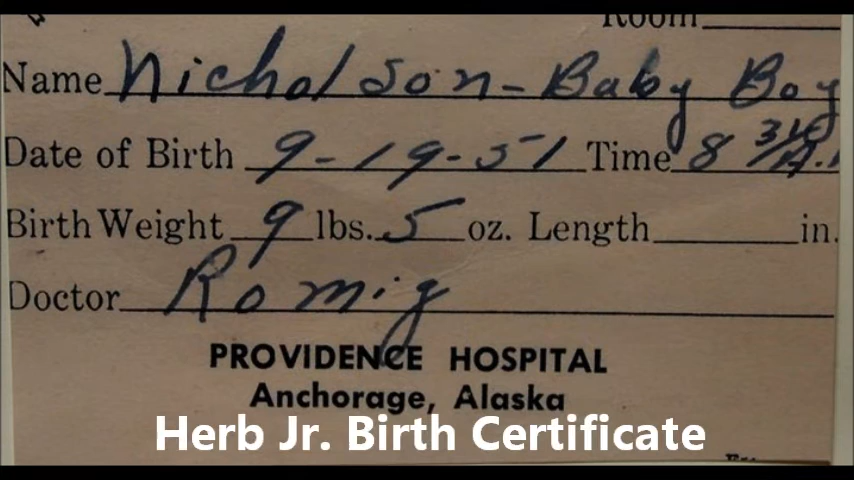 Room
Name Nicholson-Baby Boy
Date of Birth 9-19-51 Time 8 34/A.
Birth Weight 9 lbs. 5 oz. Length in.
Doctor Romig
PROVIDENCE HOSPITAL
Anchorage, Alaska
Herb Jr. Birth Certificate